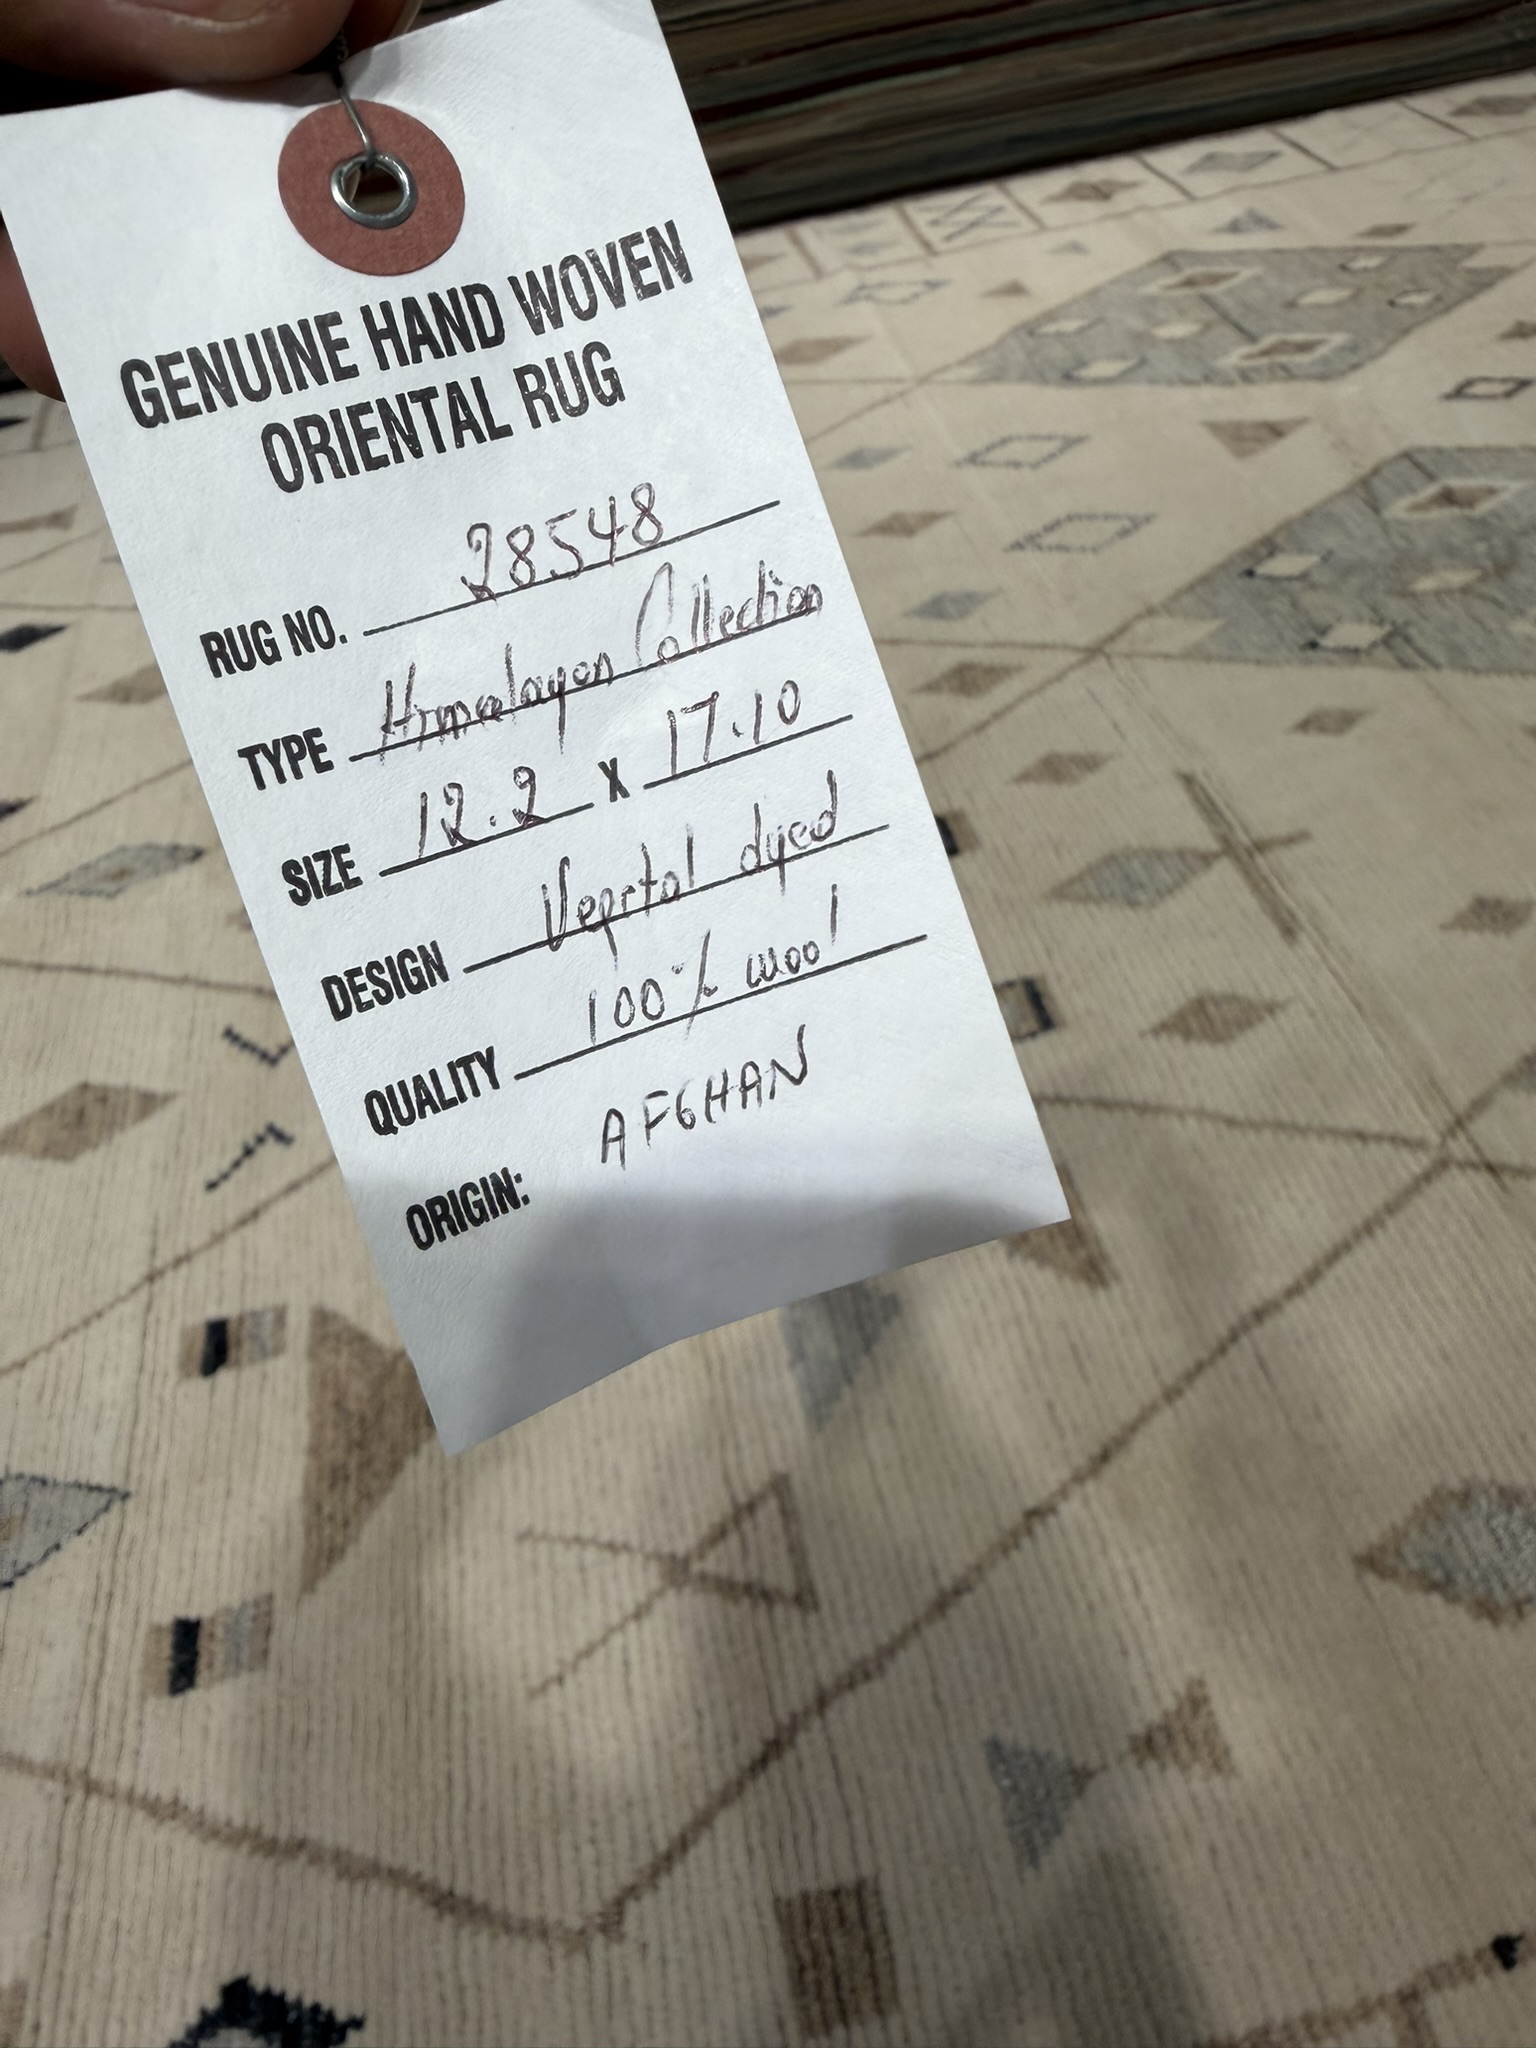 GENUINE HAND WOVEN
ORIENTAL RUG
RUG NO. 28548
TYPE Himalayan Collection
SIZE 12.2 X 17.10
DESIGN Vegrtal dyed
QUALITY 100% wool
ORIGIN: AFGHAN